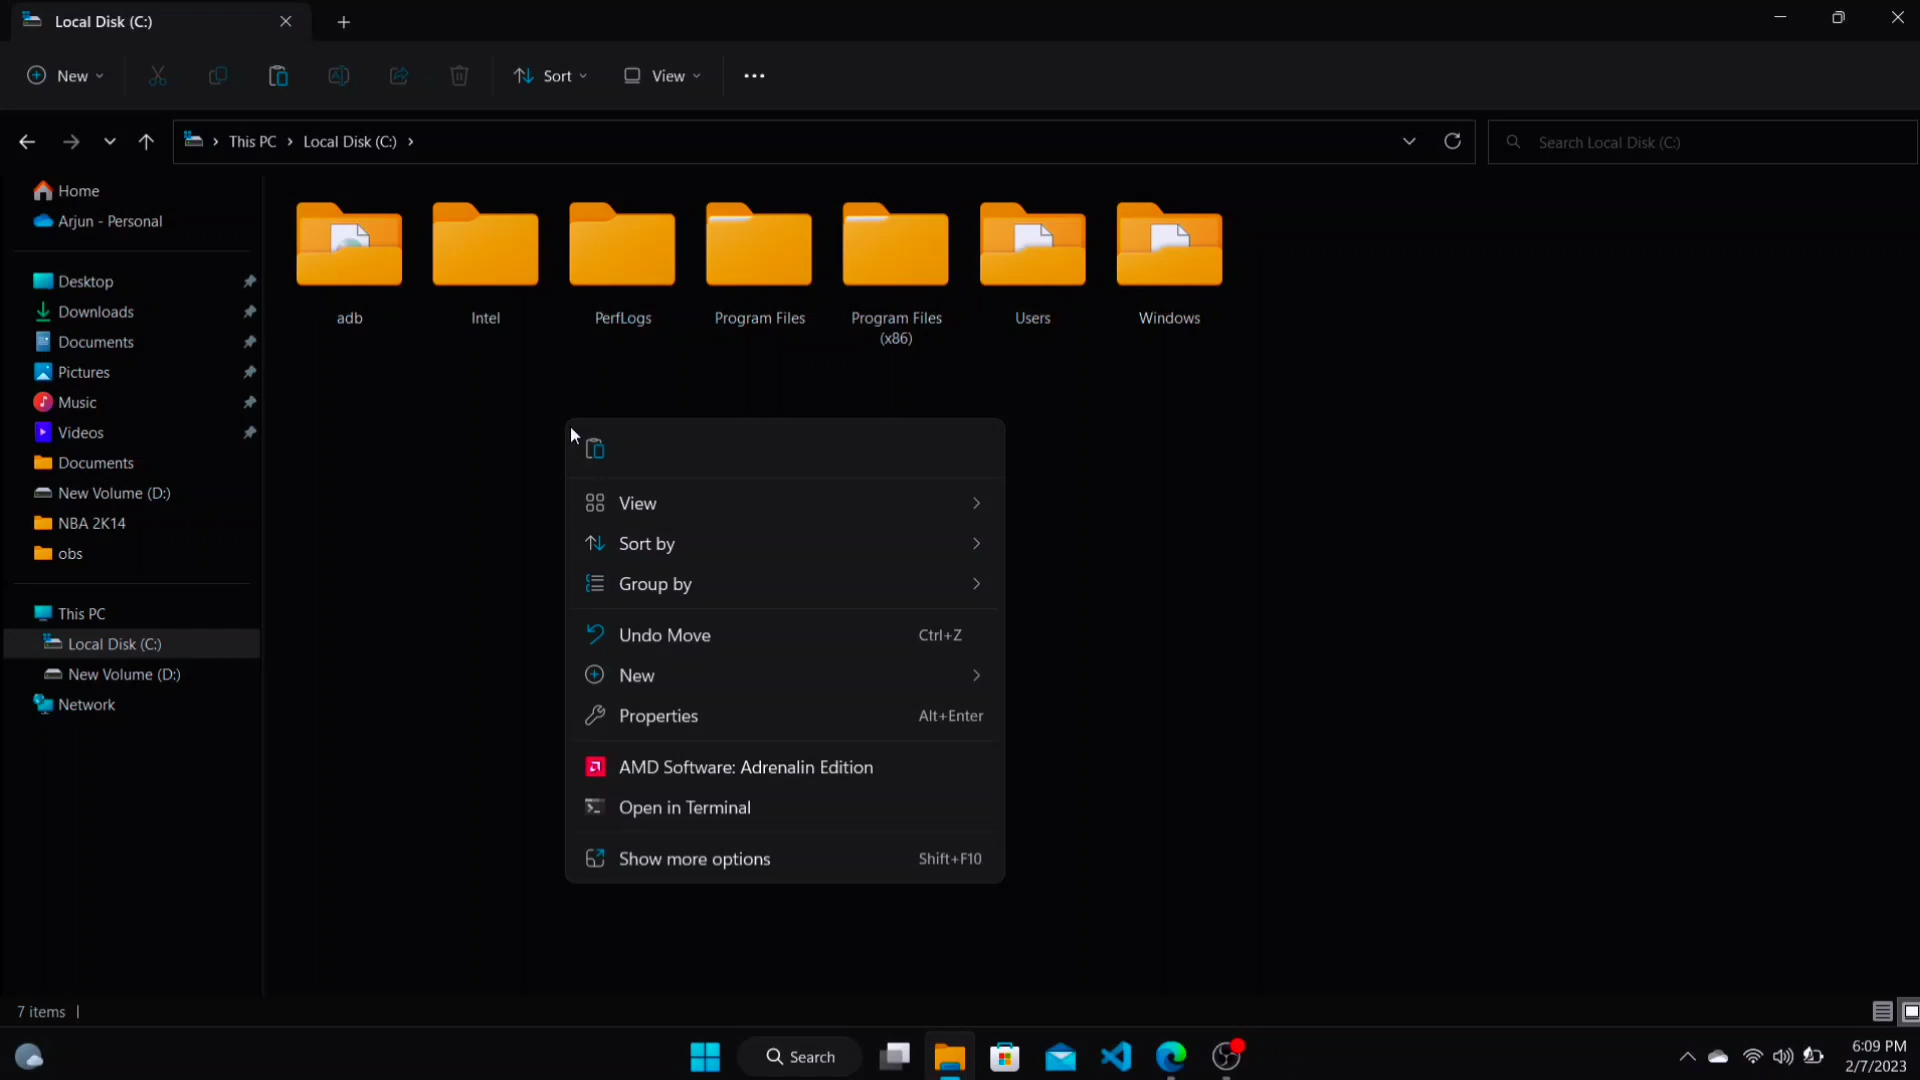 Local Disk (C:)
New
Sort
View
This PC
Local Disk (C:)
Search Local Disk (C:)
Home
Arjun - Personal
Desktop
Downloads
Documents
Pictures
Music
Videos
Documents
New Volume (D:)
NBA 2K14
obs
This PC
Local Disk (C:)
New Volume (D:)
Network
adb
Intel
PerfLogs
Program Files
Program Files
(x86)
Users
Windows
View
Sort by
Group by
Undo Move Ctrl+Z
New
Properties Alt+Enter
AMD Software: Adrenalin Edition
Open in Terminal
Show more options Shift+F10
7 items
Search
6:09 PM
2/7/2023